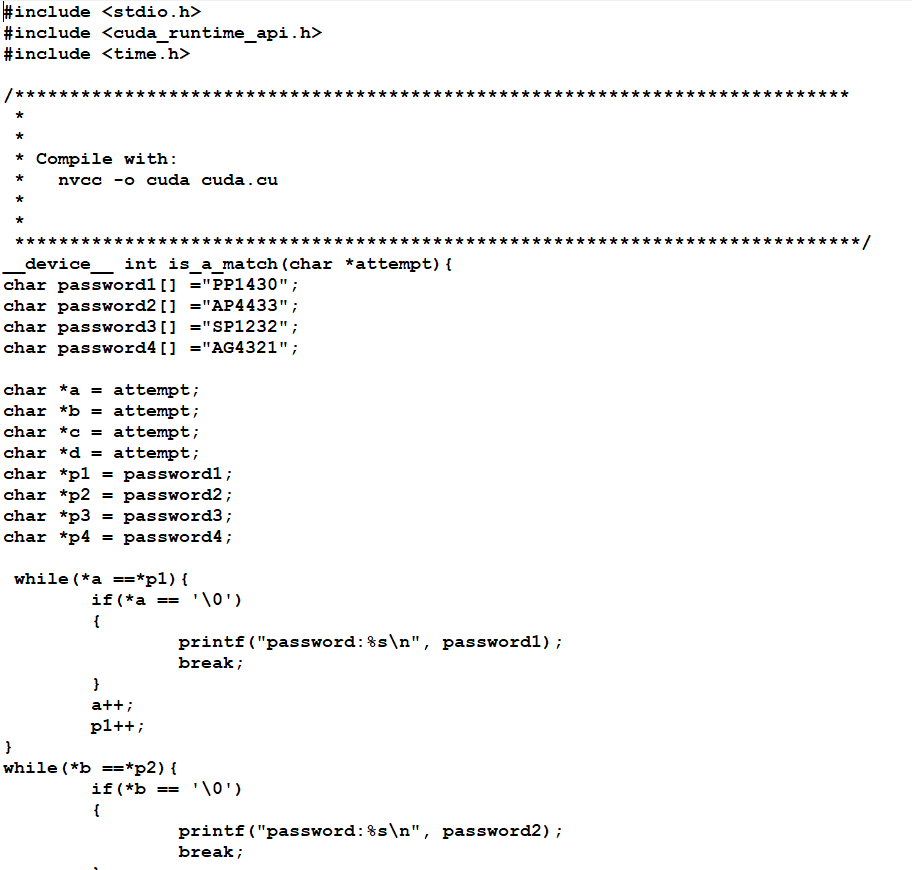 #include <stdio.h>
#include <cuda_runtime_api.h>
#include <time.h>
/****************************************************************************
*
*
* Compile with:
*   nvcc -o cuda cuda.cu
*
*
*****************************************************************************/
__device__ int is_a_match(char *attempt){
char password1[] ="PP1430";
char password2[] ="AP4433";
char password3[] ="SP1232";
char password4[] ="AG4321";
char *a = attempt;
char *b = attempt;
char *c = attempt;
char *d = attempt;
char *p1 = password1;
char *p2 = password2;
char *p3 = password3;
char *p4 = password4;
while(*a ==*p1){
if(*a == '\0')
{
printf("password:%s\n", password1);
break;
}
a++;
p1++;
}
while(*b ==*p2){
if(*b == '\0')
{
printf("password:%s\n", password2);
break;